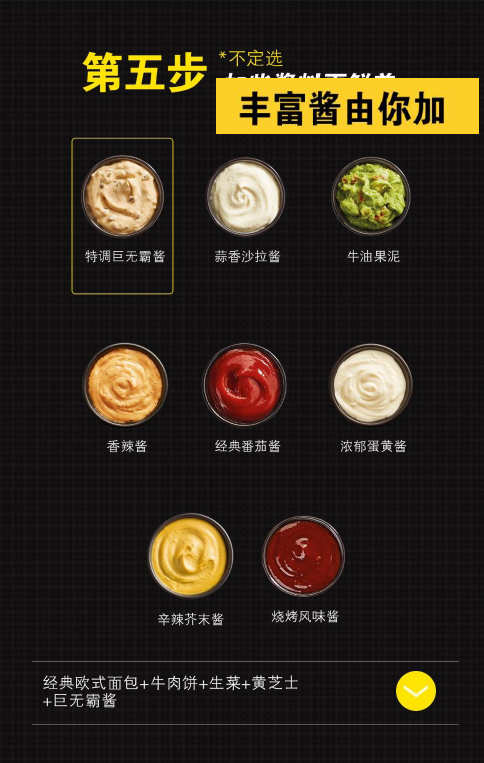 第五步
*不定选
丰富酱由你加
特调巨无霸酱
蒜香沙拉酱
牛油果泥
香辣酱
经典番茄酱
浓郁蛋黄酱
辛辣芥末酱
烧烤风味酱
经典欧式面包+牛肉饼+生菜+黄芝士
+巨无霸酱